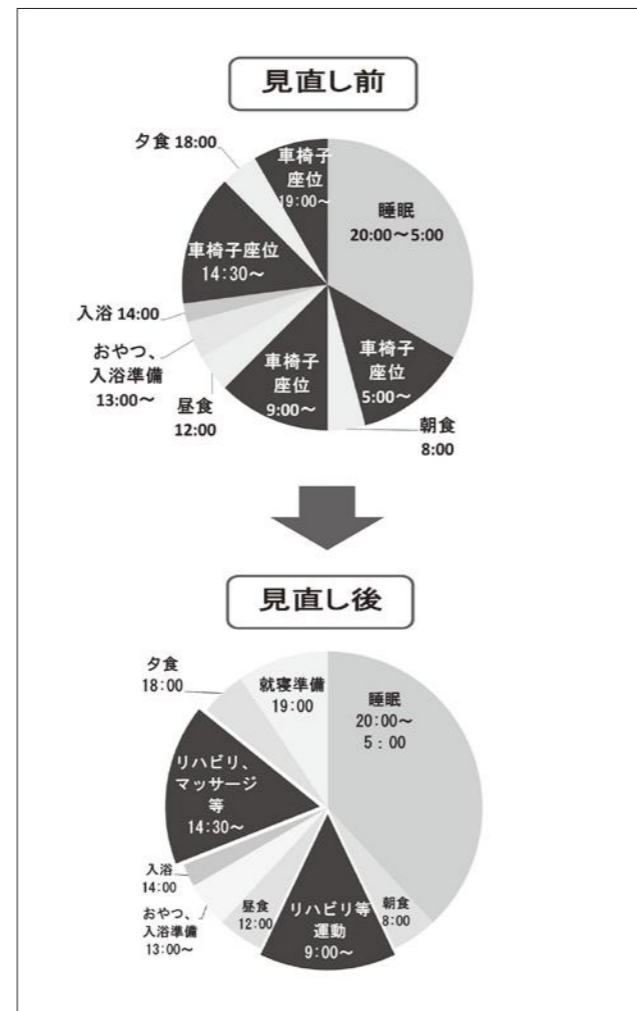 見直し前
夕食 18:00
車椅子
座位
19:00～
睡眠
20:00～5:00
車椅子座位
14:30～
入浴 14:00
おやつ、
入浴準備
13:00～
昼食
12:00
車椅子
座位
9:00～
車椅子
座位
5:00～
朝食
8:00
見直し後
夕食
18:00
就寝準備
19:00
睡眠
20:00～
5：00
リハビリ、
マッサージ
等
14:30～
入浴
14:00
おやつ、
入浴準備
13:00～
昼食
12:00
リハビリ等
運動
9:00～
朝食
8:00